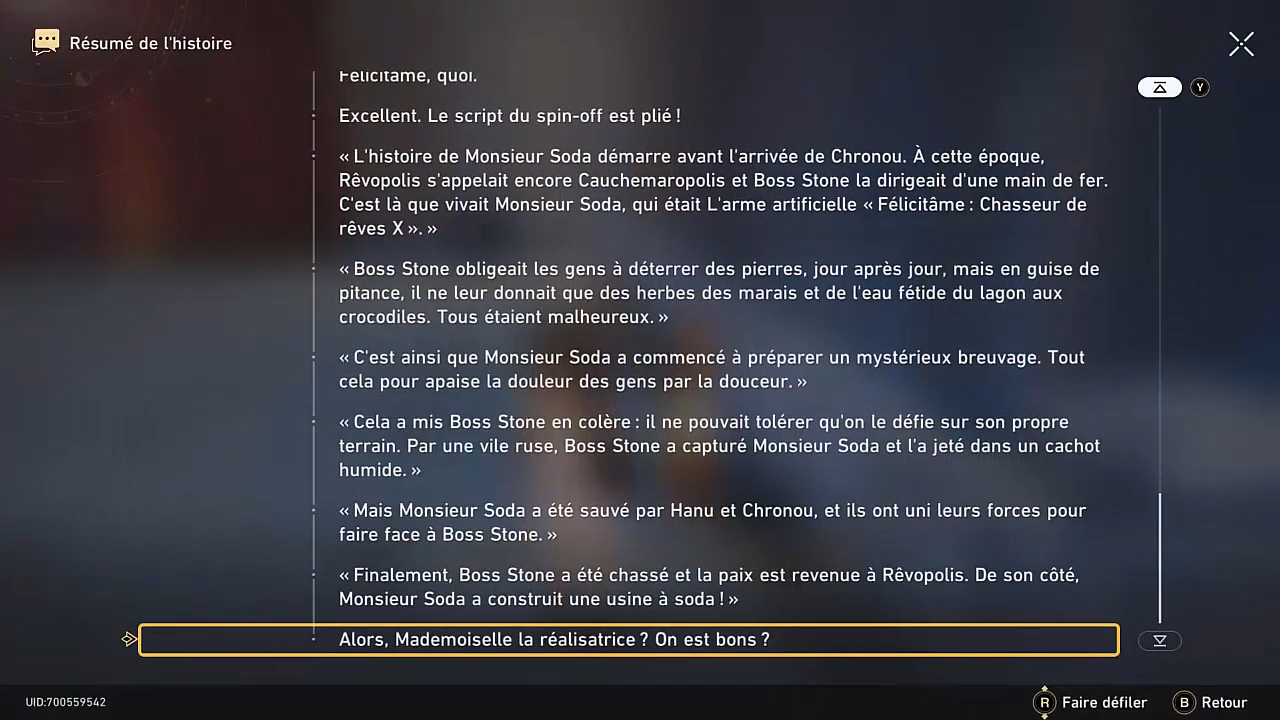 Résumé de l'histoire
Félicitâme, quoi.
Y
Excellent. Le script du spin-off est plié !
« L'histoire de Monsieur Soda démarre avant l'arrivée de Chronou. À cette époque,
Rêvopolis s'appelait encore Cauchemaropolis et Boss Stone la dirigeait d'une main de fer.
C'est là que vivait Monsieur Soda, qui était L'arme artificielle « Félicitâme : Chasseur de
rêves X ». »
« Boss Stone obligeait les gens à déterrer des pierres, jour après jour, mais en guise de
pitance, il ne leur donnait que des herbes des marais et de l'eau fétide du lagon aux
crocodiles. Tous étaient malheureux. »
« C'est ainsi que Monsieur Soda a commencé à préparer un mystérieux breuvage. Tout
cela pour apaise la douleur des gens par la douceur. »
« Cela a mis Boss Stone en colère : il ne pouvait tolérer qu'on le défie sur son propre
terrain. Par une vile ruse, Boss Stone a capturé Monsieur Soda et l'a jeté dans un cachot
humide. »
« Mais Monsieur Soda a été sauvé par Hanu et Chronou, et ils ont uni leurs forces pour
faire face à Boss Stone. »
« Finalement, Boss Stone a été chassé et la paix est revenue à Rêvopolis. De son côté,
Monsieur Soda a construit une usine à soda ! »
Alors, Mademoiselle la réalisatrice ? On est bons ?
UID:700559542
R Faire défiler
B Retour